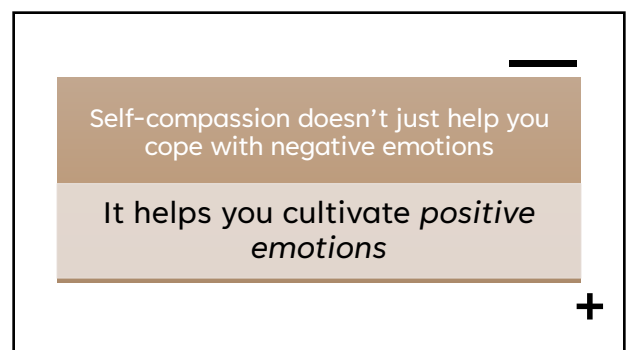 Self-compassion doesn't just help you
cope with negative emotions
It helps you cultivate positive
emotions